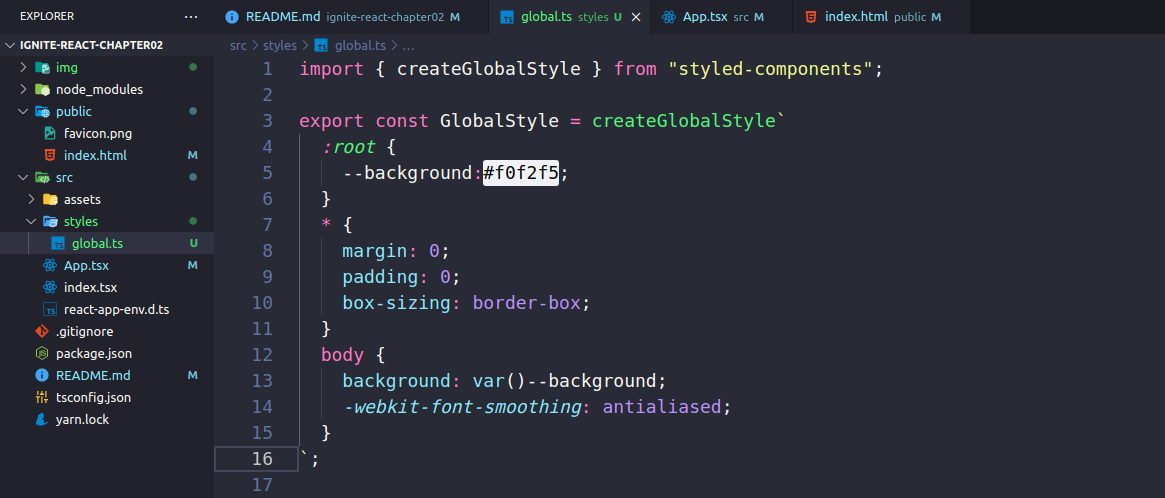 EXPLORER ...
IGNITE-REACT-CHAPTER02
img
node_modules
public
favicon.png
index.html M
src
assets
styles
global.ts U
App.tsx M
index.tsx
react-app-env.d.ts
.gitignore
package.json
README.md M
tsconfig.json
yarn.lock
README.md ignite-react-chapter02 M
global.ts styles U
App.tsx src M
index.html public M
src > styles > global.ts > ...
1 import { createGlobalStyle } from "styled-components";
2
3 export const GlobalStyle = createGlobalStyle`
4 :root {
5 --background:#f0f2f5;
6 }
7 * {
8 margin: 0;
9 padding: 0;
10 box-sizing: border-box;
11 }
12 body {
13 background: var()--background;
14 -webkit-font-smoothing: antialiased;
15 }
16 `;
17